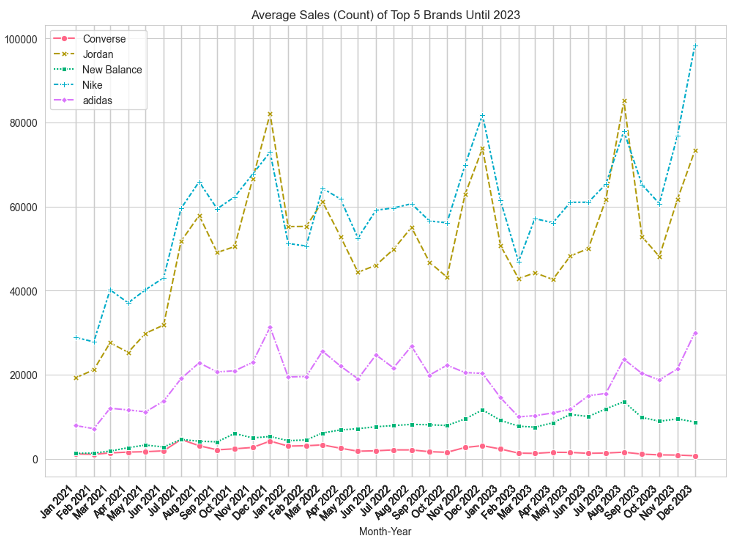 Average Sales (Count) of Top 5 Brands Until 2023
Converse
Jordan
New Balance
Nike
adidas
100000
80000
60000
40000
20000
0
Jan 2021
Feb 2021
Mar 2021
Apr 2021
May 2021
Jun 2021
Jul 2021
Aug 2021
Sep 2021
Oct 2021
Nov 2021
Dec 2021
Jan 2022
Feb 2022
Mar 2022
Apr 2022
May 2022
Jun 2022
Jul 2022
Aug 2022
Sep 2022
Oct 2022
Nov 2022
Dec 2022
Jan 2023
Feb 2023
Mar 2023
Apr 2023
May 2023
Jun 2023
Jul 2023
Aug 2023
Sep 2023
Oct 2023
Nov 2023
Dec 2023
Month-Year